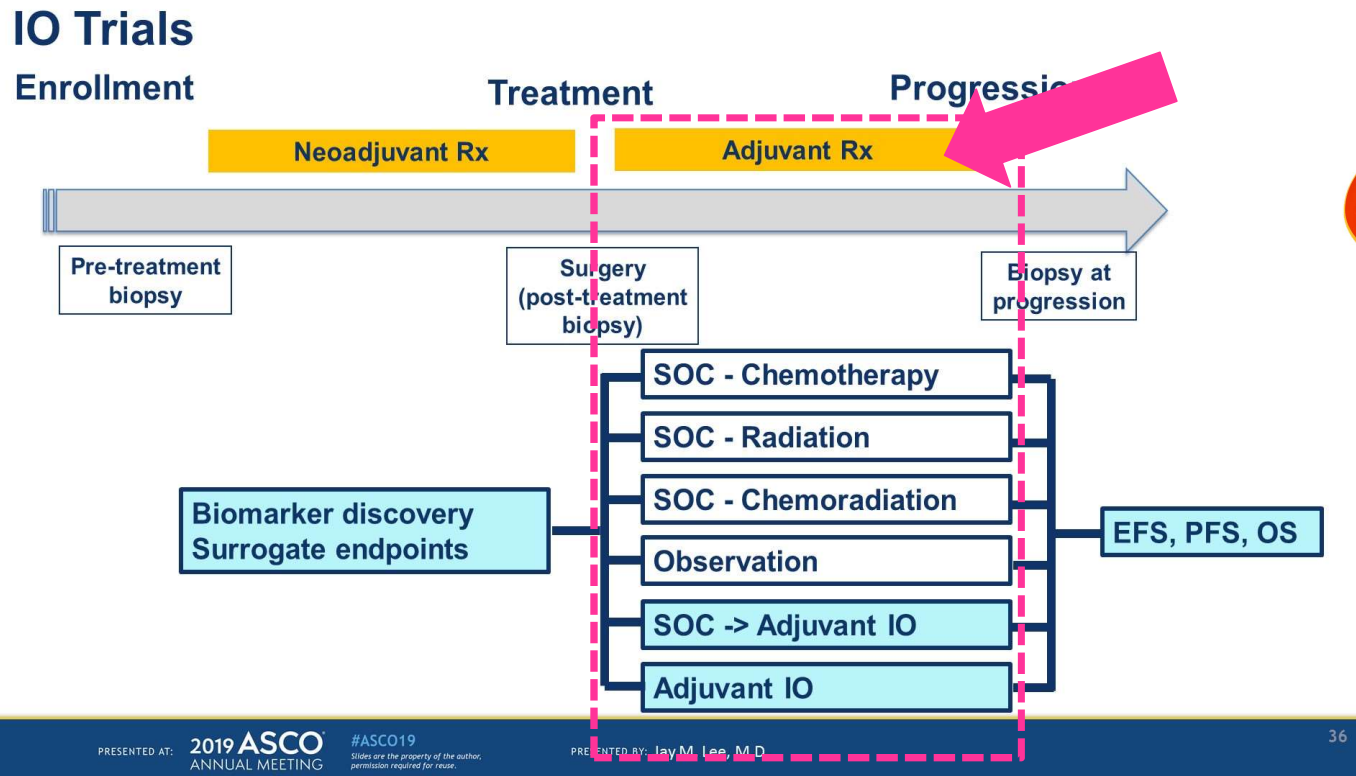 IO Trials
Enrollment
Treatment
Progression
Neoadjuvant Rx
Adjuvant Rx
Pre-treatment
biopsy
Surgery
(post-treatment
biopsy)
Biopsy at
progression
SOC - Chemotherapy
SOC - Radiation
SOC - Chemoradiation
Observation
SOC -> Adjuvant IO
Adjuvant IO
Biomarker discovery
Surrogate endpoints
EFS, PFS, OS
PRESENTED AT:
2019 ASCO
ANNUAL MEETING
#ASCO19
Slides are the property of the author,
permission required for reuse.
PRESENTED BY: Jay M. Lee, M.D.
36